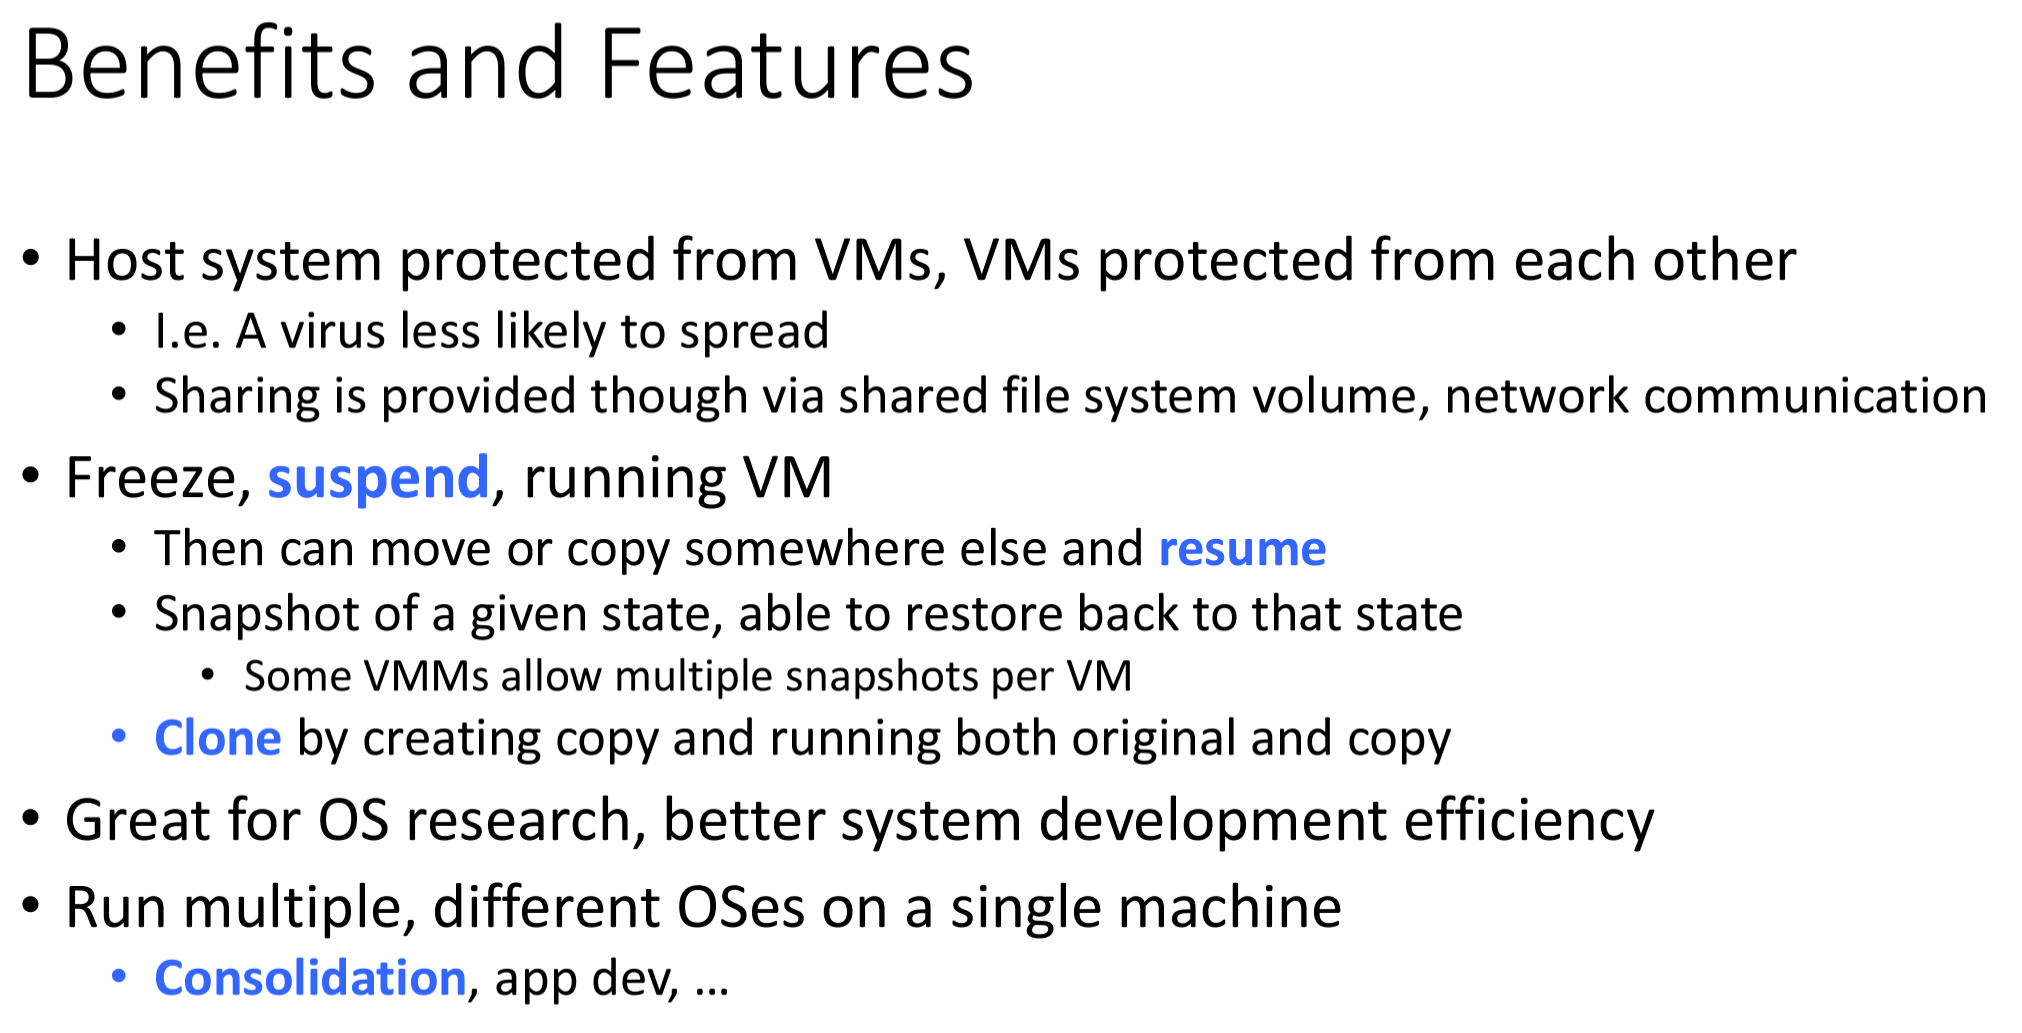 Benefits and Features
• Host system protected from VMs, VMs protected from each other
• I.e. A virus less likely to spread
• Sharing is provided though via shared file system volume, network communication
• Freeze, suspend, running VM
• Then can move or copy somewhere else and resume
• Snapshot of a given state, able to restore back to that state
• Some VMMs allow multiple snapshots per VM
• Clone by creating copy and running both original and copy
• Great for OS research, better system development efficiency
• Run multiple, different OSes on a single machine
• Consolidation, app dev, …